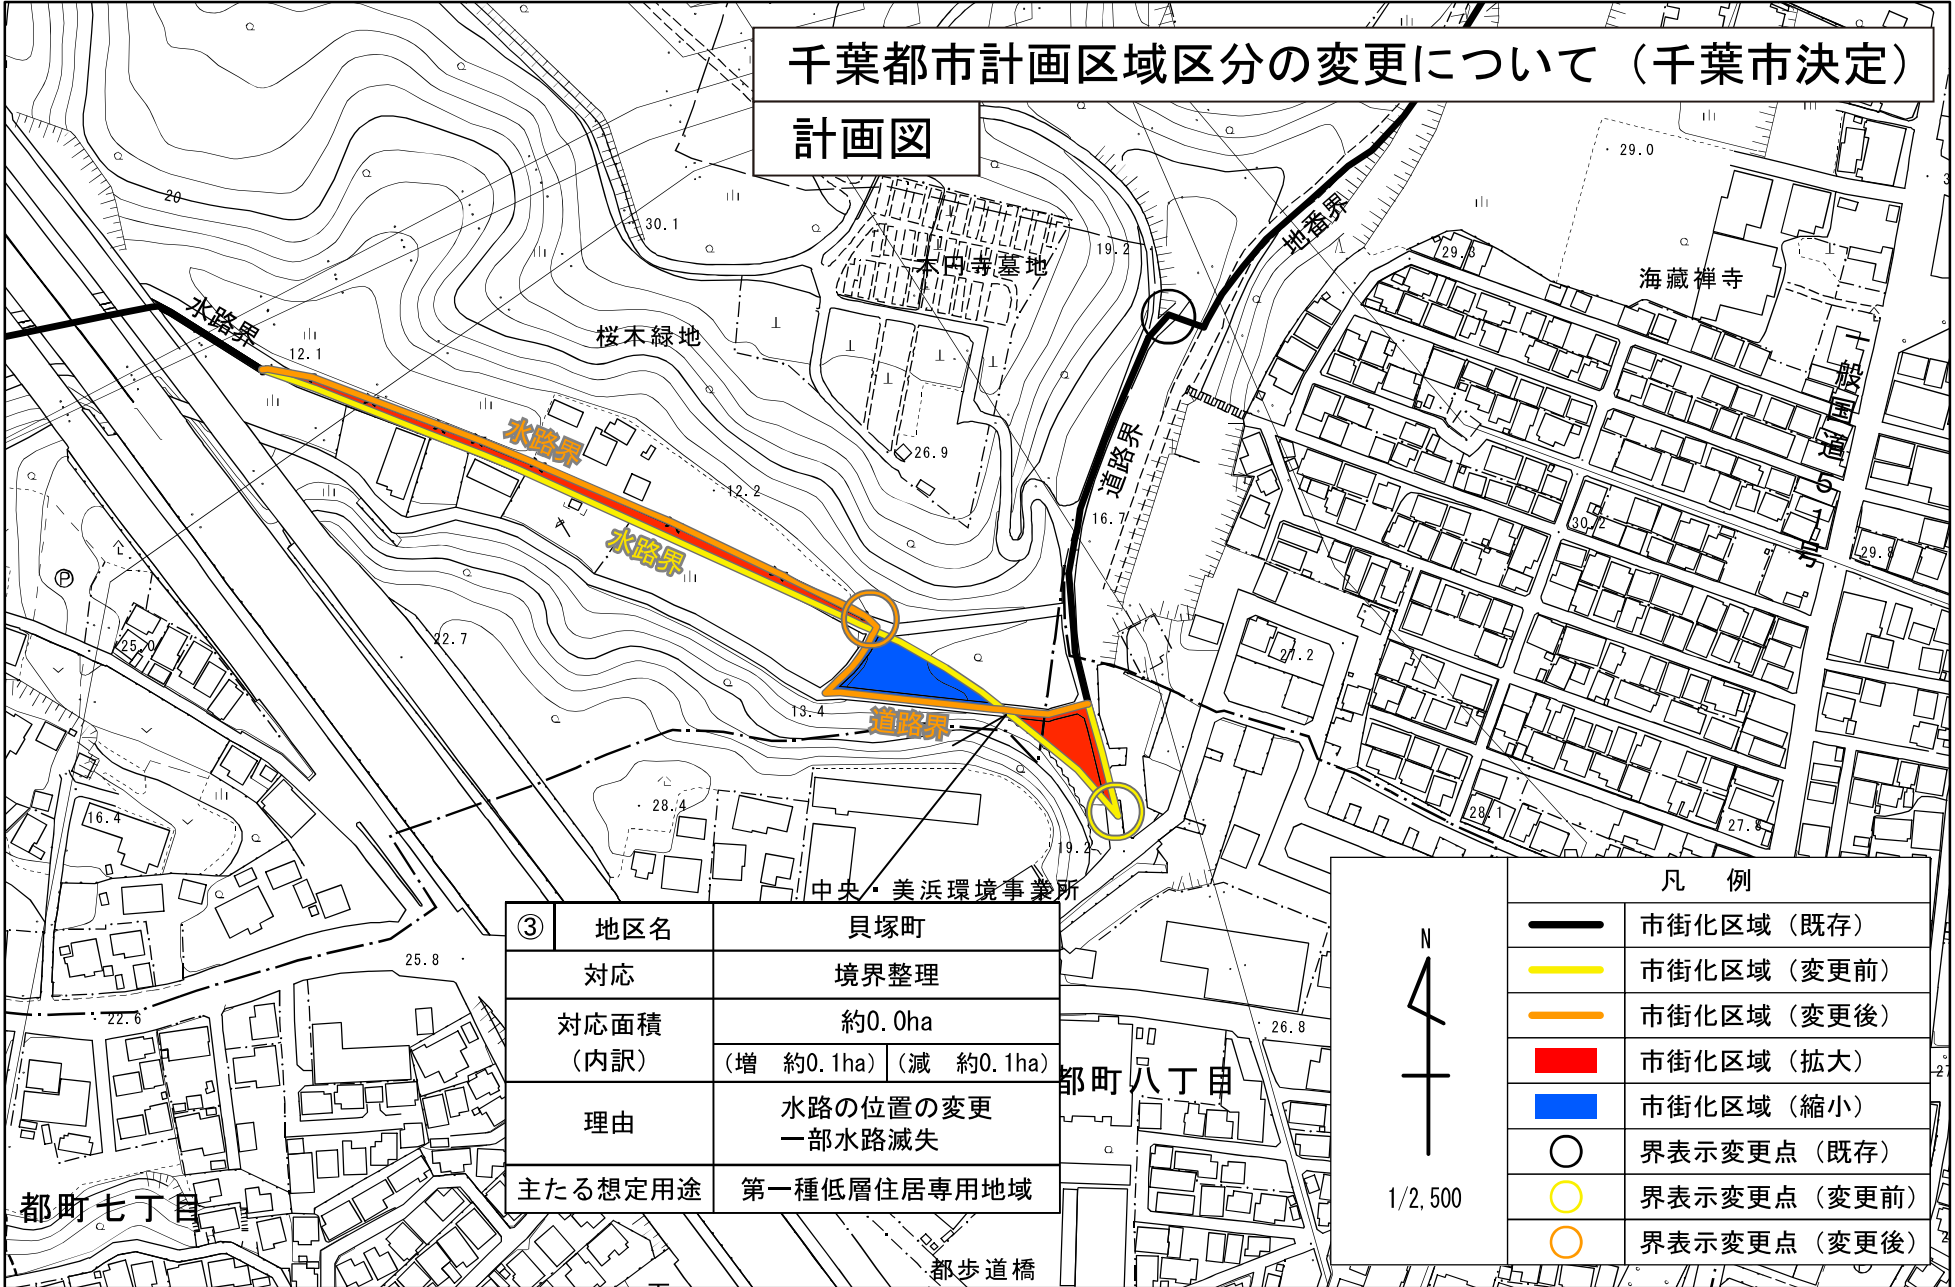 千葉都市計画区域区分の変更について（千葉市決定）
計画図
29.0
20
30.1
19.2
本円寺墓地
地番界
29.3
海蔵禅寺
水路界
12.1
桜木緑地
一般国道51号
水路界
26.9
道路界
12.2
16.7
30.2
水路界
29.8
Ⓟ
25.0
22.7
27.2
13.4
道路界
16.4
28.4
28.1
27.8
19.2
中央・美浜環境事業所
③ 地区名 貝塚町
対応 境界整理
対応面積 約0.0ha
（内訳） （増 約0.1ha） （減 約0.1ha）
理由 水路の位置の変更
一部水路滅失
主たる想定用途 第一種低層住居専用地域
25.8
22.6
26.8
都町八丁目
都町七丁目
都歩道橋
N
1/2,500
凡 例
市街化区域（既存）
市街化区域（変更前）
市街化区域（変更後）
市街化区域（拡大）
市街化区域（縮小）
界表示変更点（既存）
界表示変更点（変更前）
界表示変更点（変更後）